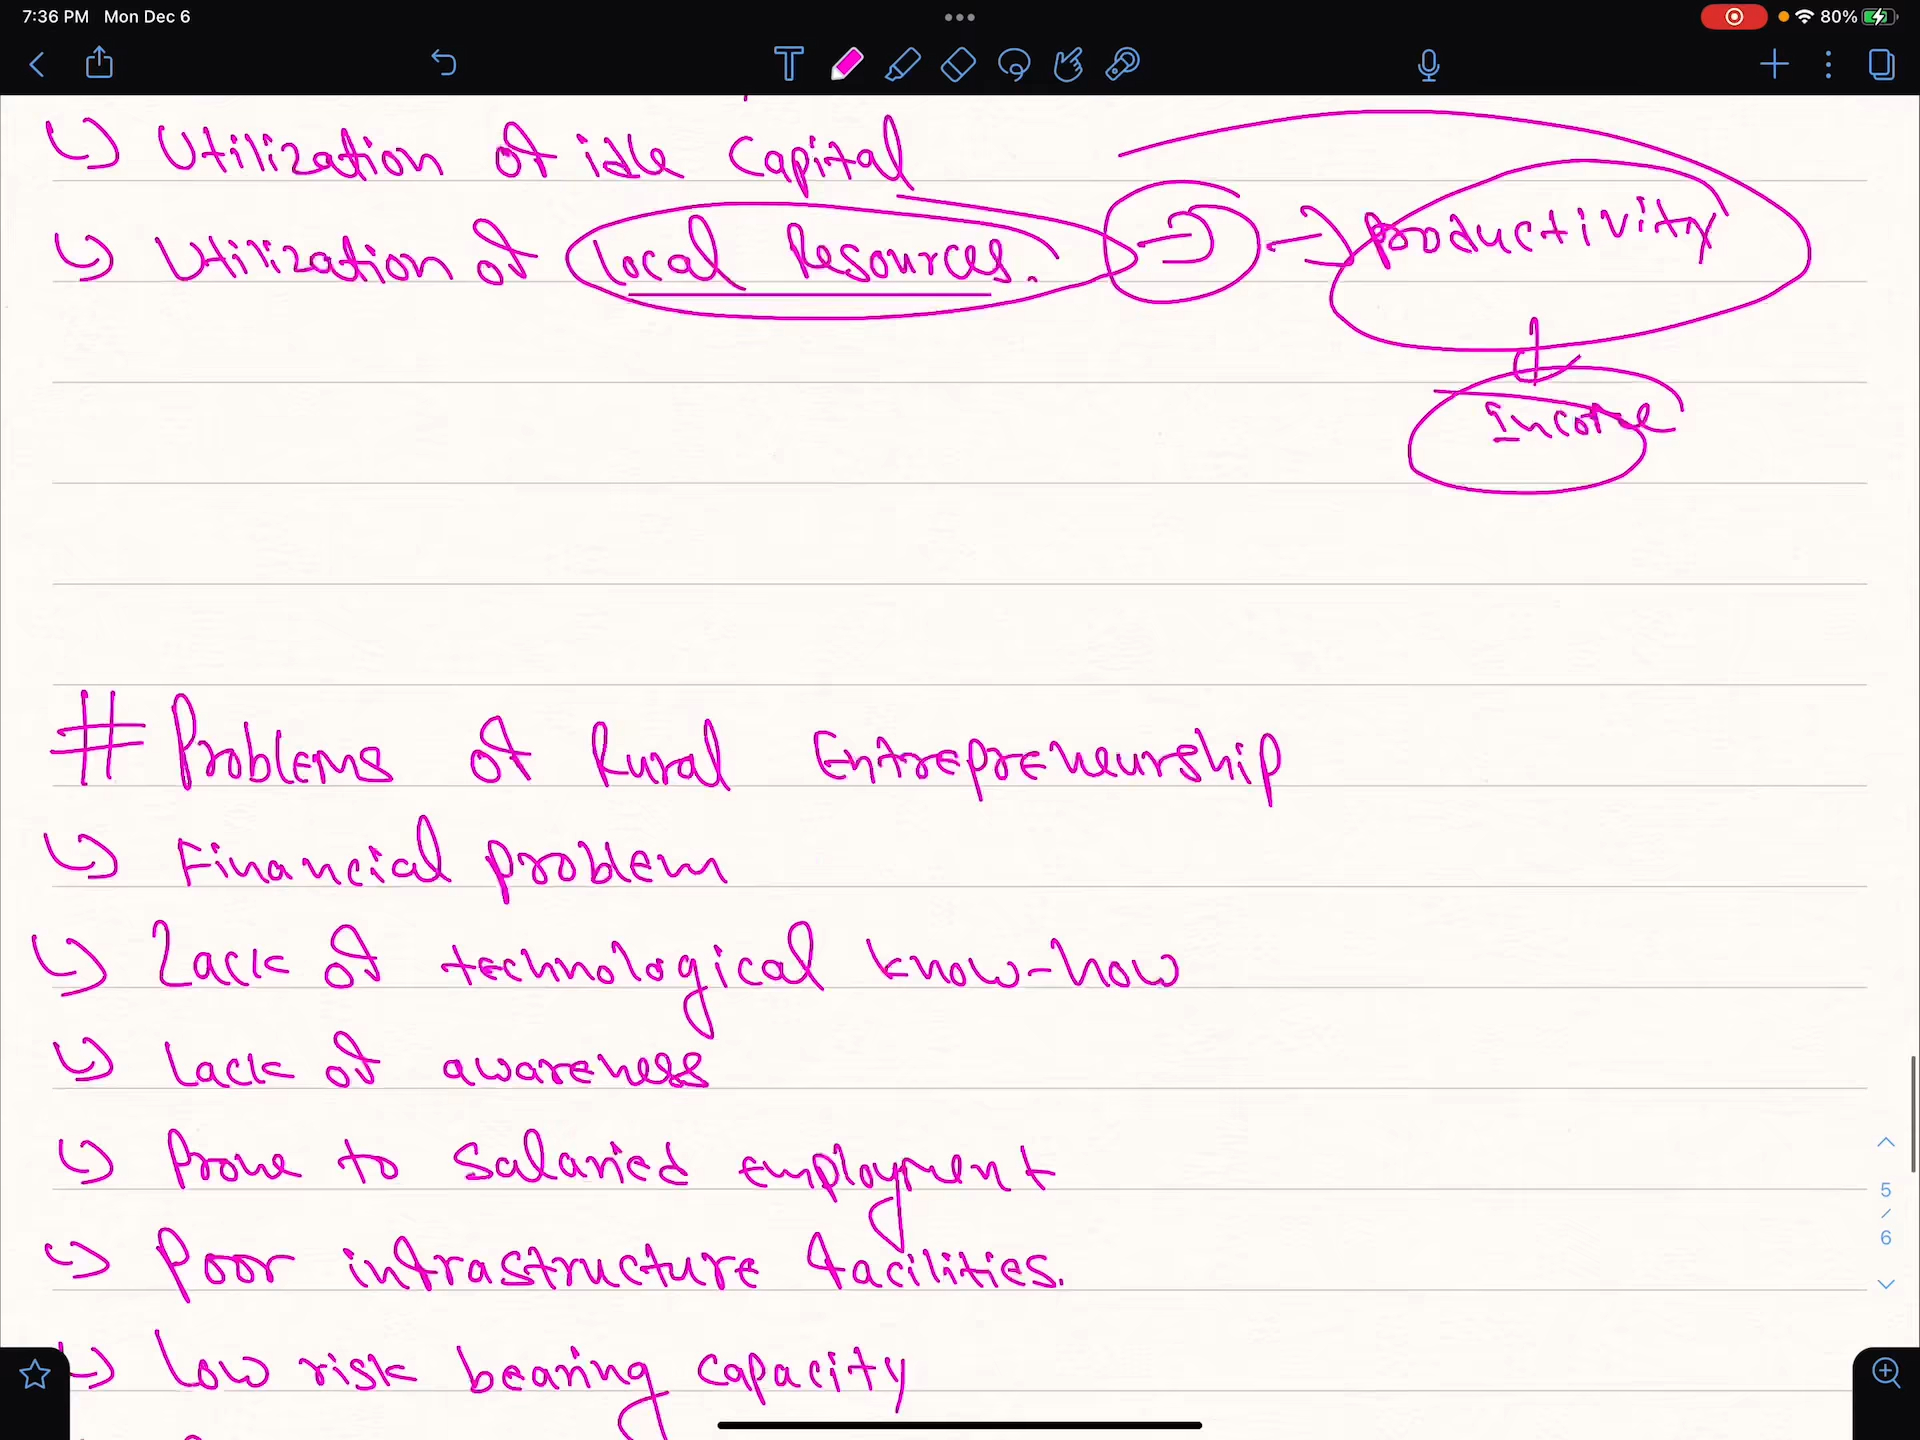 7:36 PM Mon Dec 6
80%
↳ Utilization of idle capital
↳ Utilization of Local Resources. → → productivity
↓
income
# Problems of Rural Entrepreneurship
↳ Financial problem
↳ Lack of technological know-how
↳ Lack of awareness
↳ Prone to salaried employment
↳ Poor infrastructure facilities.
↳ Low risk bearing capacity
5
/
6